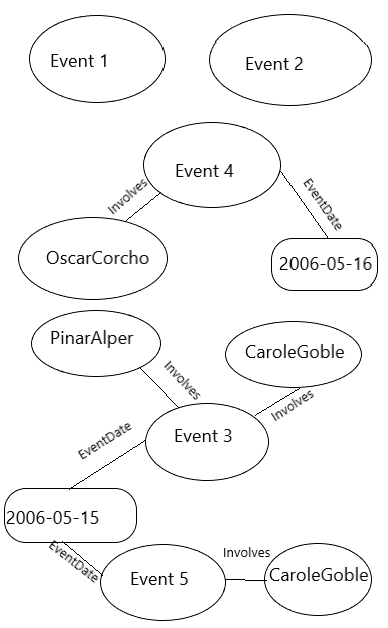 Event 1
Event 2
Event 4
Involves
EventDate
OscarCorcho
2006-05-16
PinarAlper
CaroleGoble
Involves
Involves
EventDate
Event 3
2006-05-15
EventDate
Event 5
Involves
CaroleGoble